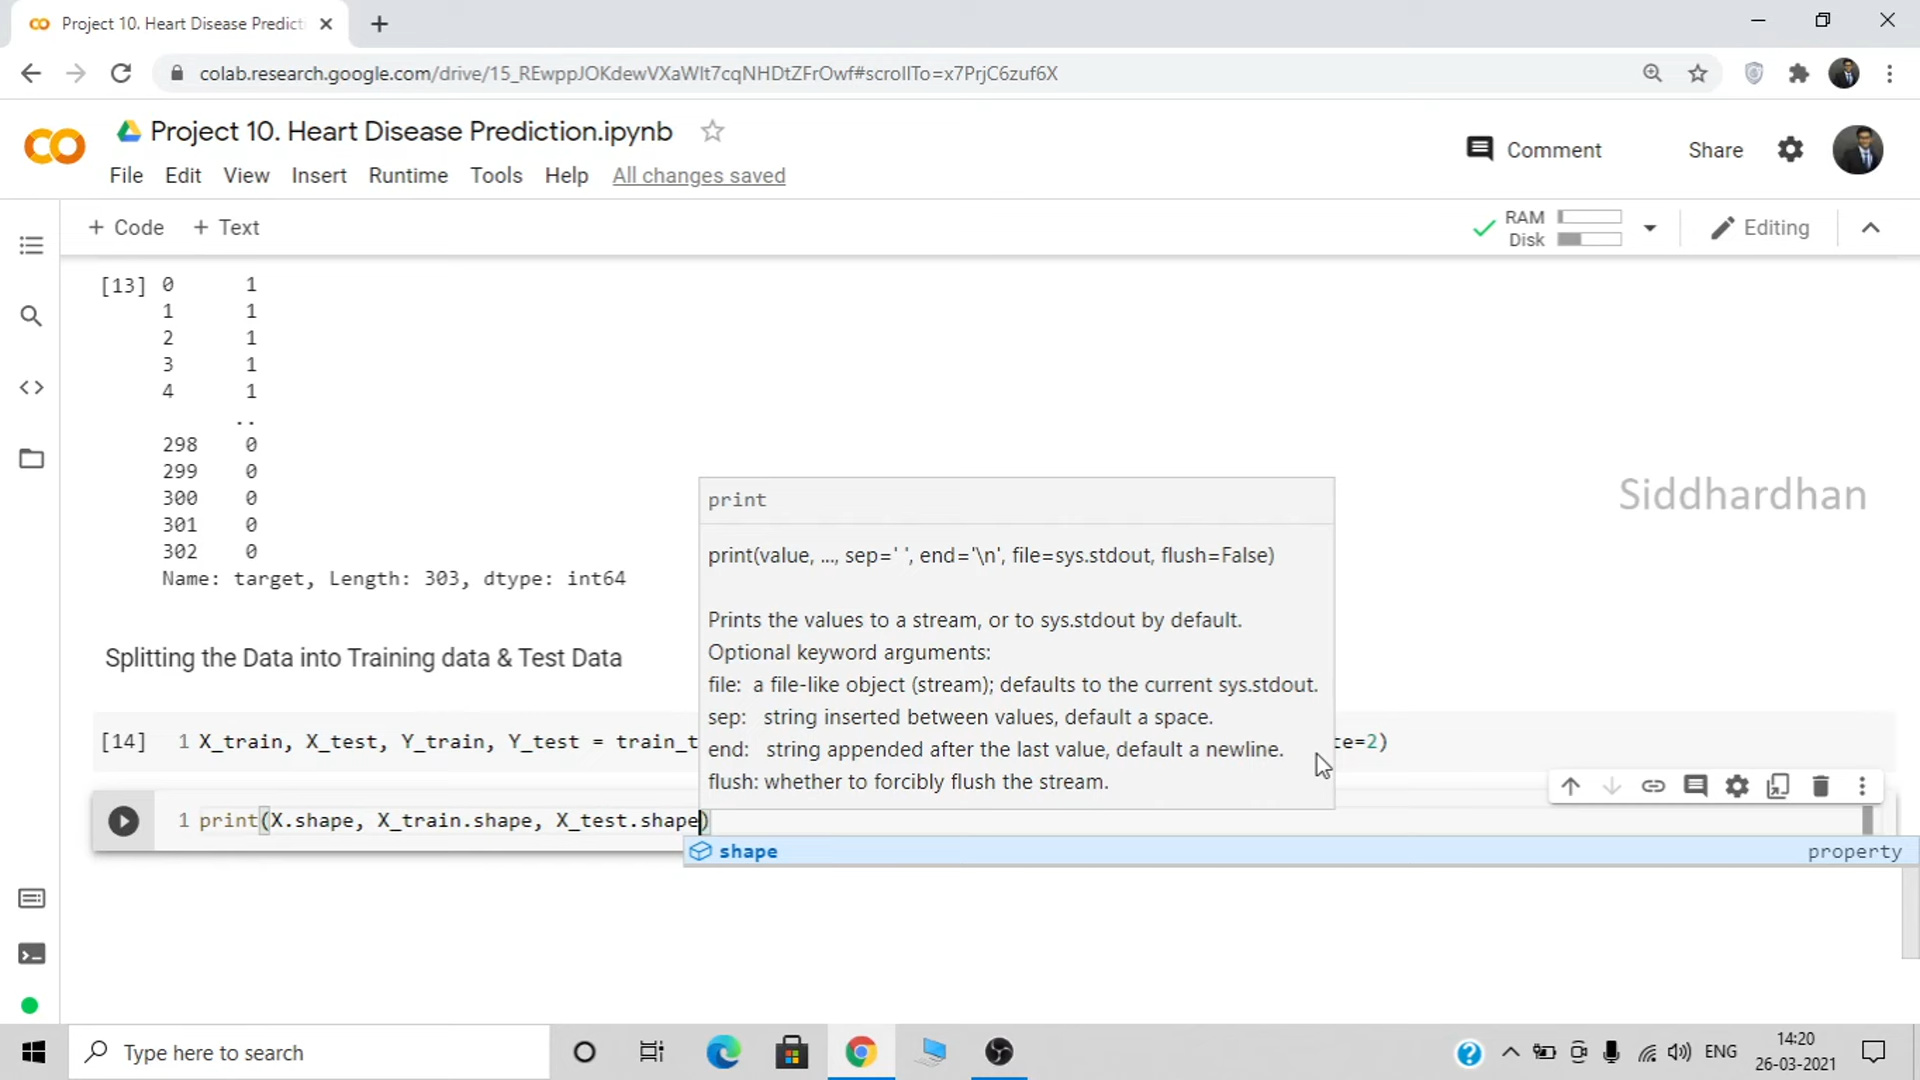 Project 10. Heart Disease Predict
colab.research.google.com/drive/15_REwppJOKdewVXaWIt7cqNHDtZFrOwf#scrollTo=x7PrjC6zuf6X
Project 10. Heart Disease Prediction.ipynb
Comment
Share
File Edit View Insert Runtime Tools Help All changes saved
+ Code + Text
RAM
Disk
Editing
[13] 0 1
1 1
2 1
3 1
4 1
..
298 0
299 0
300 0
301 0
302 0
Name: target, Length: 303, dtype: int64
Siddhardhan
print
print(value, ..., sep=' ', end='\n', file=sys.stdout, flush=False)
Prints the values to a stream, or to sys.stdout by default.
Optional keyword arguments:
file: a file-like object (stream); defaults to the current sys.stdout.
sep: string inserted between values, default a space.
end: string appended after the last value, default a newline.
flush: whether to forcibly flush the stream.
Splitting the Data into Training data & Test Data
[14] 1 X_train, X_test, Y_train, Y_test = train_t te=2)
1 print(X.shape, X_train.shape, X_test.shape)
shape property
Type here to search
ENG
14:20
26-03-2021